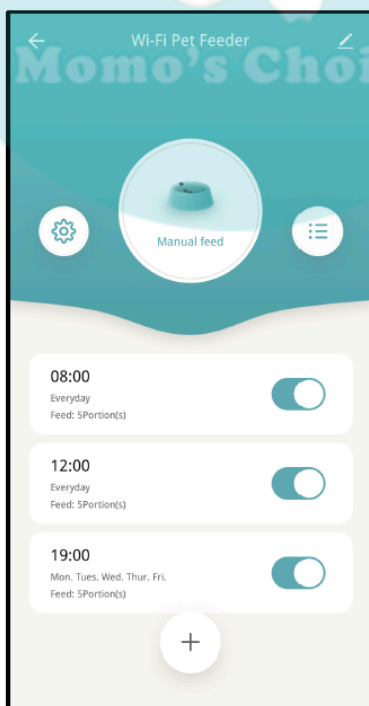 Wi-Fi Pet Feeder
Momo's Choi
Manual feed
08:00
Everyday
Feed: 5Portion(s)
12:00
Everyday
Feed: 5Portion(s)
19:00
Mon. Tues. Wed. Thur. Fri.
Feed: 5Portion(s)